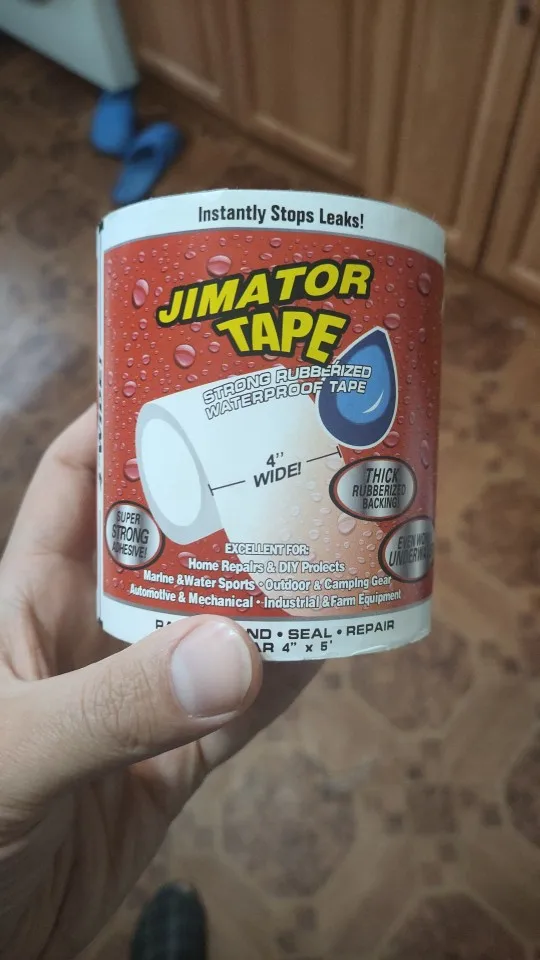 Instantly Stops Leaks!
JIMATOR
TAPE
STRONG RUBBERIZED
WATERPROOF TAPE
4"
WIDE!
THICK
RUBBERIZED
BACKING!
SUPER
STRONG
ADHESIVE!
EVEN
EXCELLENT FOR:
Home Repairs & DIY Projects
Marine &Water Sports • Outdoor & Camping Gear
Automotive & Mechanical • Industrial &Farm Equipment
• SEAL • REPAIR
4" x 5'